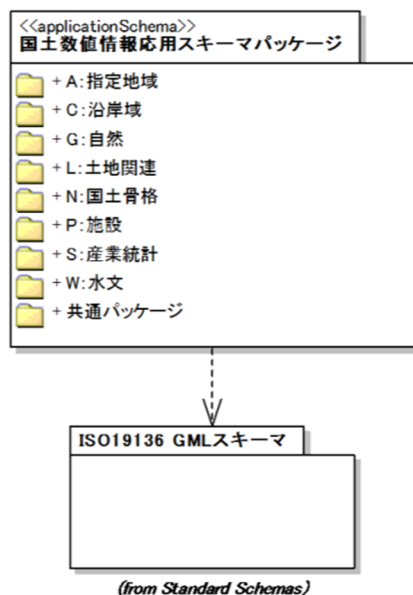 <<applicationSchema>>
国土数値情報応用スキーマパッケージ
+ A:指定地域
+ C:沿岸域
+ G:自然
+ L:土地関連
+ N:国土骨格
+ P:施設
+ S:産業統計
+ W:水文
+ 共通パッケージ
ISO19136 GMLスキーマ
(from Standard Schemas)